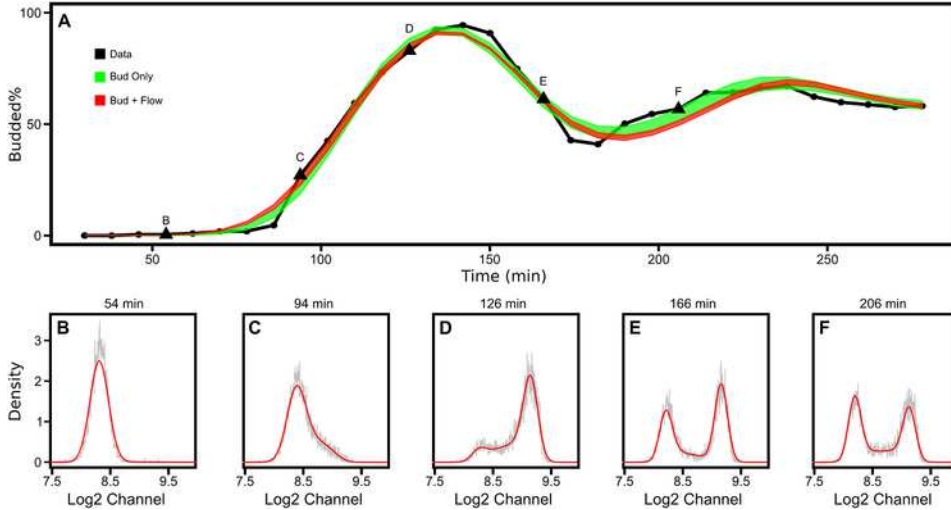 A
100
50
0
Budded%
Data
Bud Only
Bud + Flow
B
C
D
E
F
50
100
150
200
250
Time (min)
54 min
94 min
126 min
166 min
206 min
B
C
D
E
F
Density
3
2
1
0
7.5 8.5 9.5
7.5 8.5 9.5
7.5 8.5 9.5
7.5 8.5 9.5
7.5 8.5 9.5
Log2 Channel
Log2 Channel
Log2 Channel
Log2 Channel
Log2 Channel